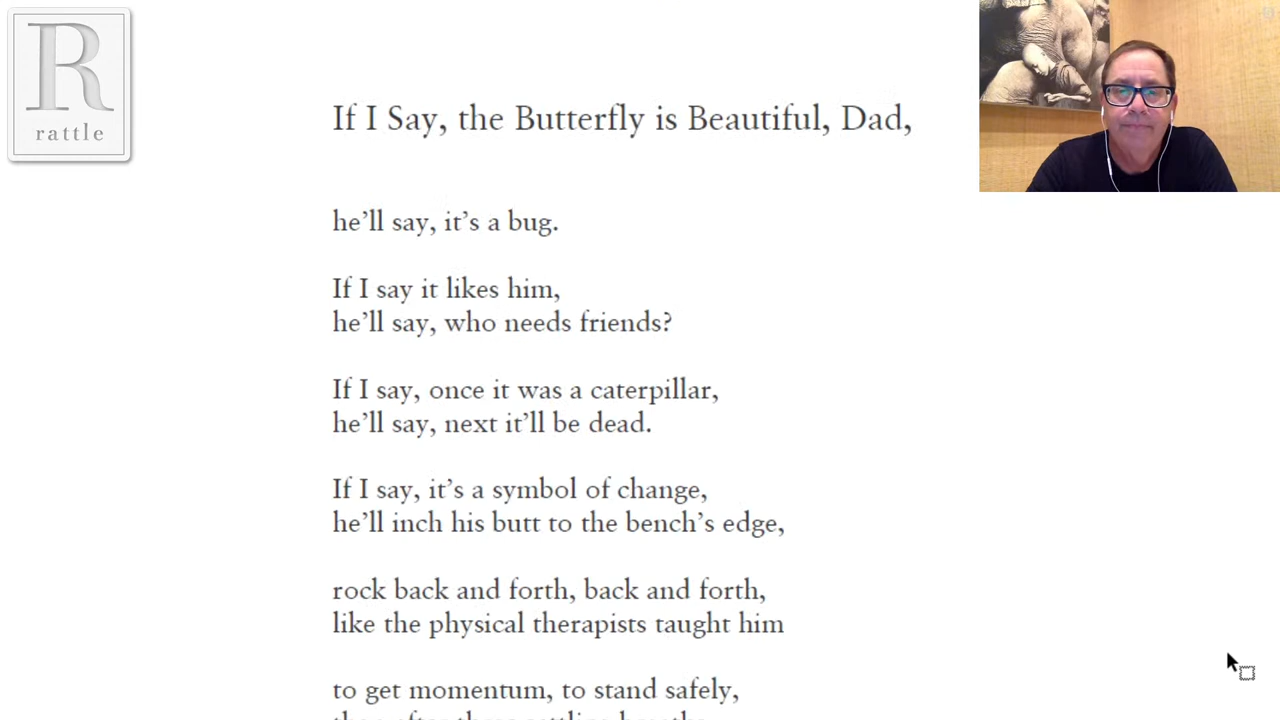 R
rattle
If I Say, the Butterfly is Beautiful, Dad,
he’ll say, it’s a bug.
If I say it likes him,
he’ll say, who needs friends?
If I say, once it was a caterpillar,
he’ll say, next it’ll be dead.
If I say, it’s a symbol of change,
he’ll inch his butt to the bench’s edge,
rock back and forth, back and forth,
like the physical therapists taught him
to get momentum, to stand safely,